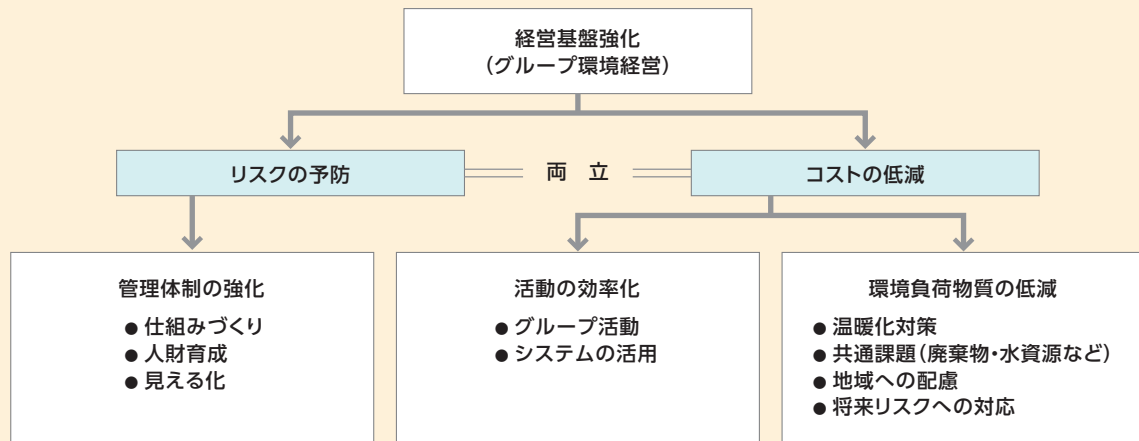 経営基盤強化
（グループ環境経営）
リスクの予防
両 立
コストの低減
管理体制の強化
● 仕組みづくり
● 人財育成
● 見える化
活動の効率化
● グループ活動
● システムの活用
環境負荷物質の低減
● 温暖化対策
● 共通課題（廃棄物・水資源など）
● 地域への配慮
● 将来リスクへの対応